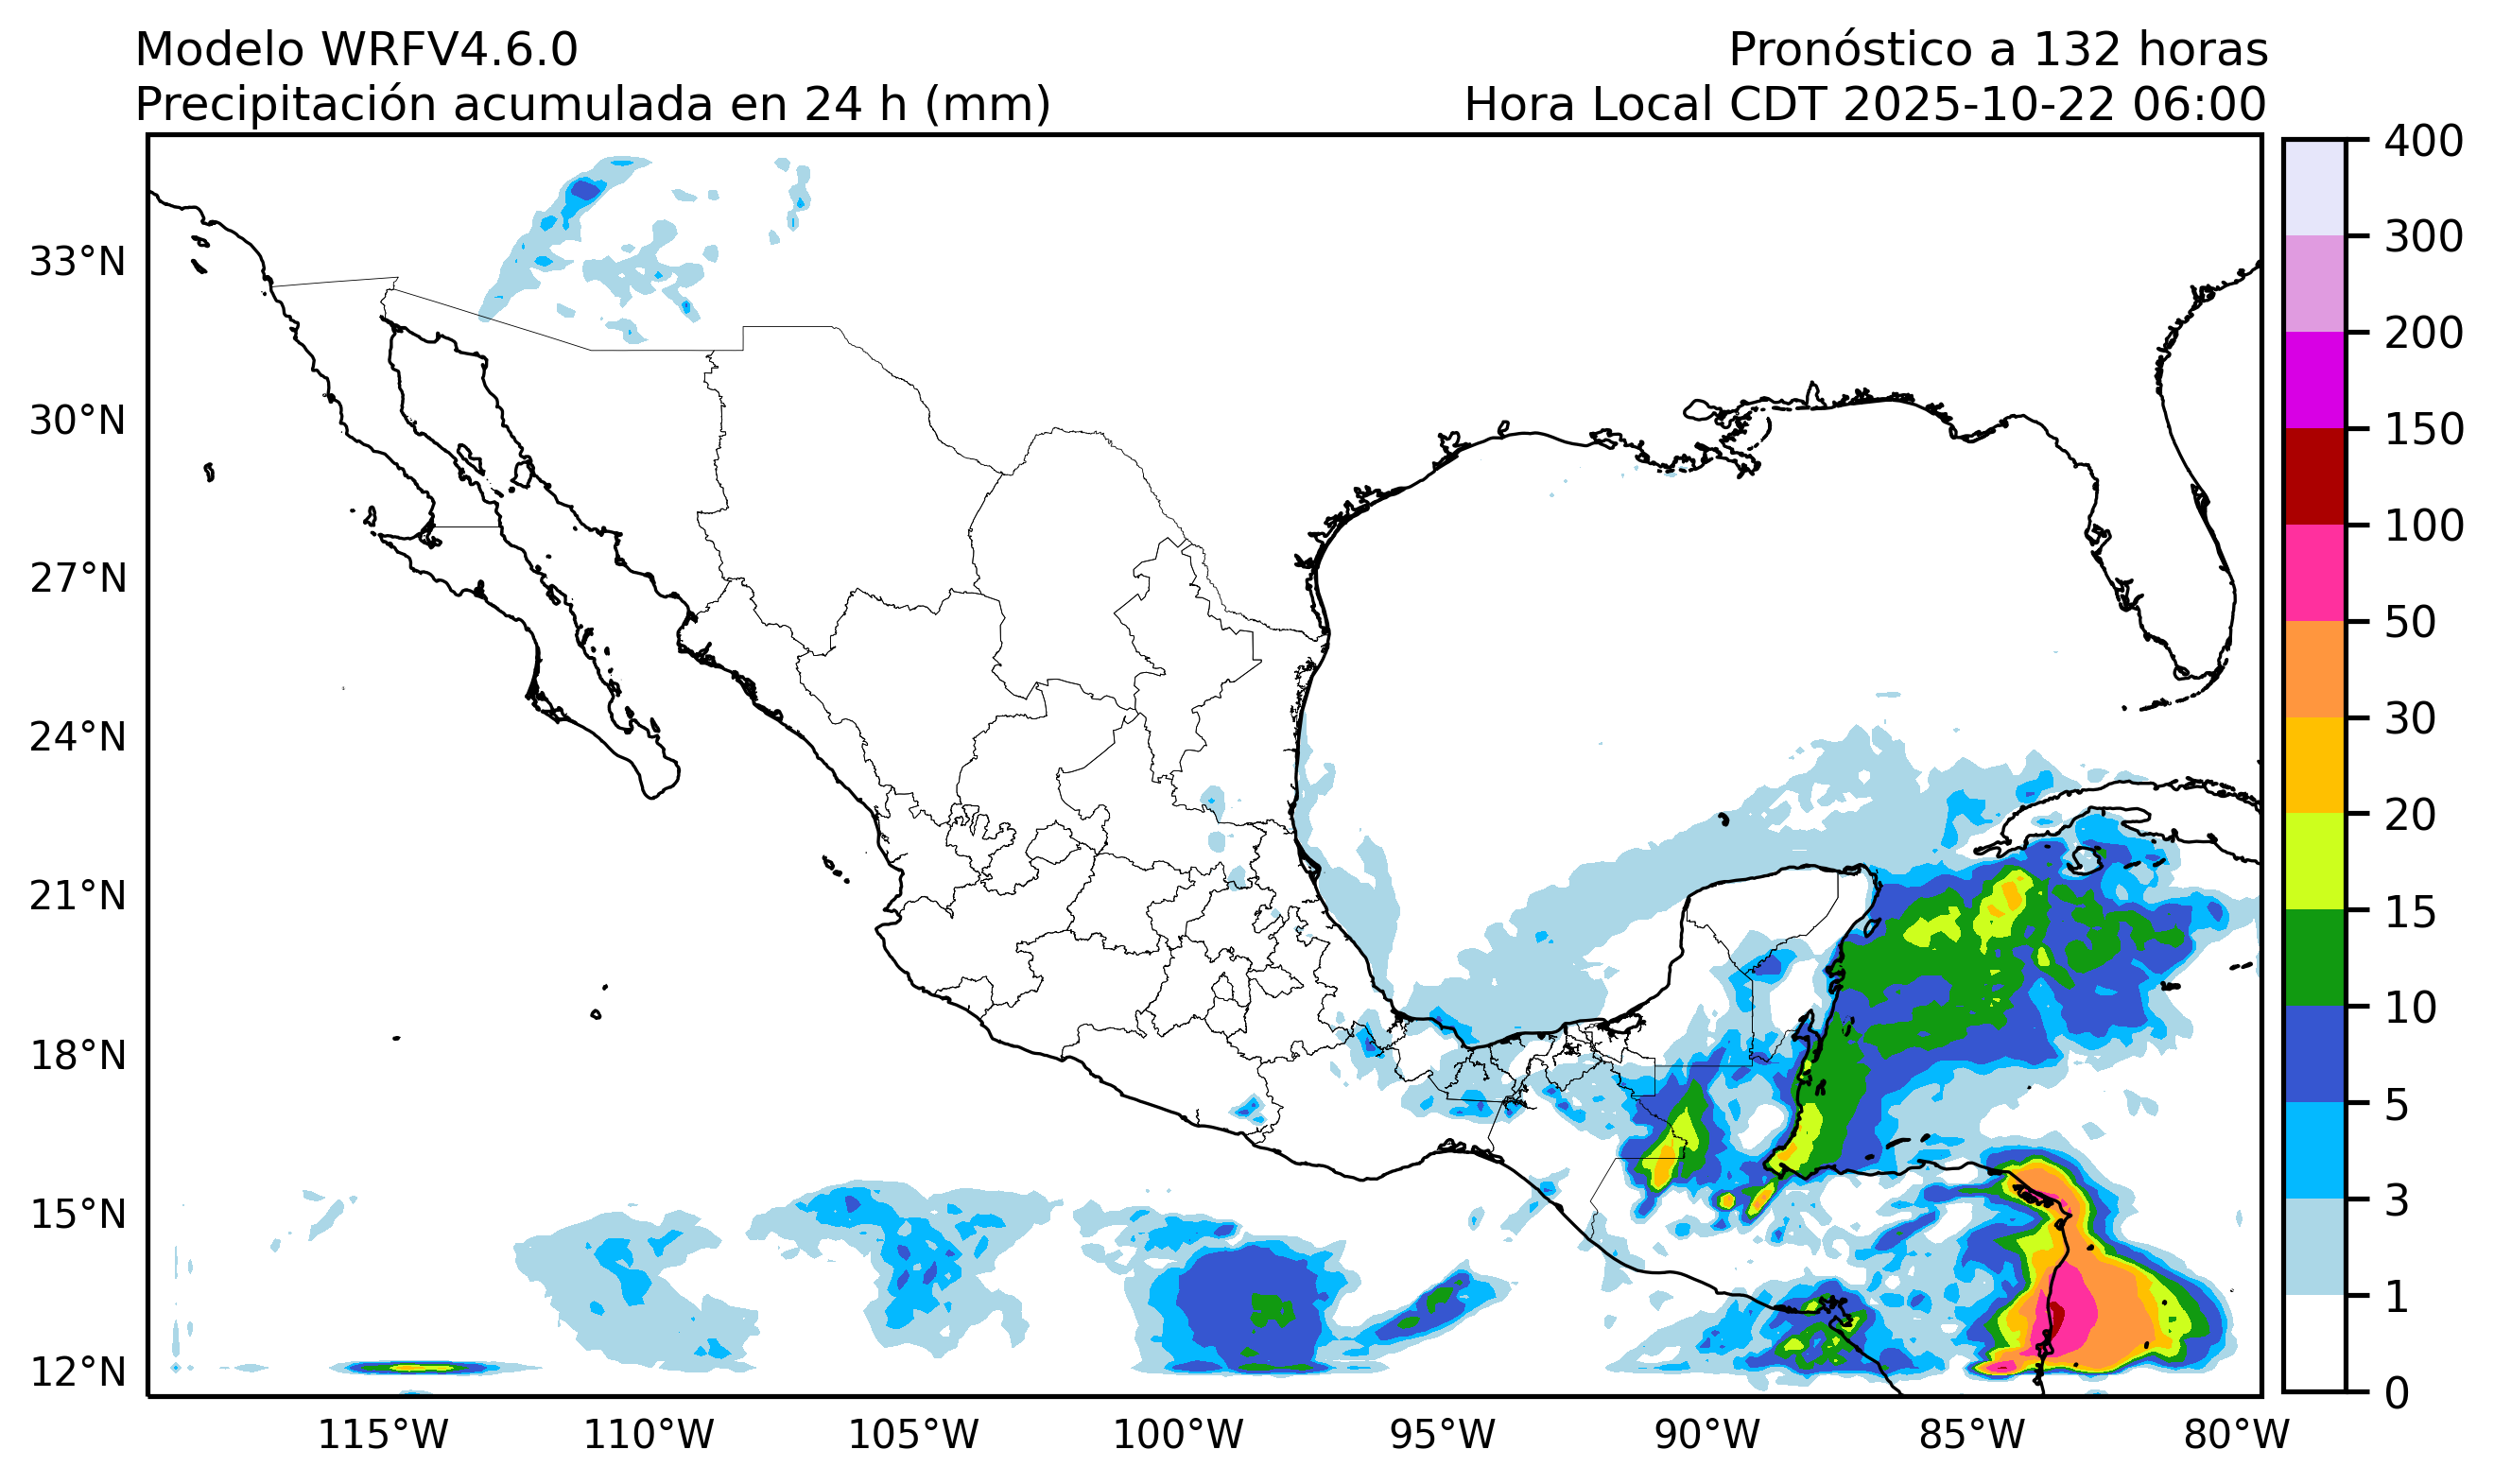 Modelo WRFV4.6.0
Precipitación acumulada en 24 h (mm)
Pronóstico a 132 horas
Hora Local CDT 2025-10-22 06:00
33°N
30°N
27°N
24°N
21°N
18°N
15°N
12°N
115°W
110°W
105°W
100°W
95°W
90°W
85°W
80°W
400
300
200
150
100
50
30
20
15
10
5
3
1
0